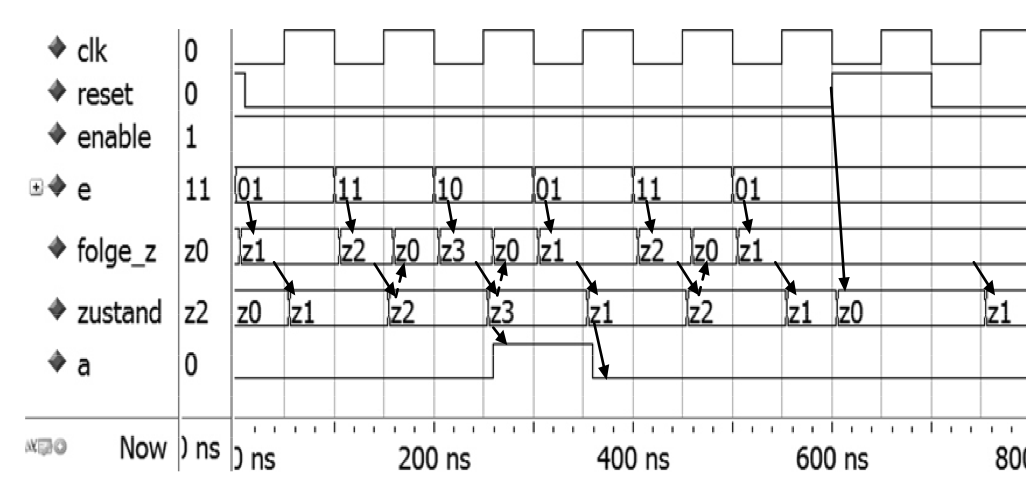 clk 0
reset 0
enable 1
e 11 01 11 10 01 11 01
folge_z z0 z1 z2 z0 z3 z0 z1 z2 z0 z1
zustand z2 z0 z1 z2 z3 z1 z2 z1 z0 z1
a 0
Now ns ns 200 ns 400 ns 600 ns